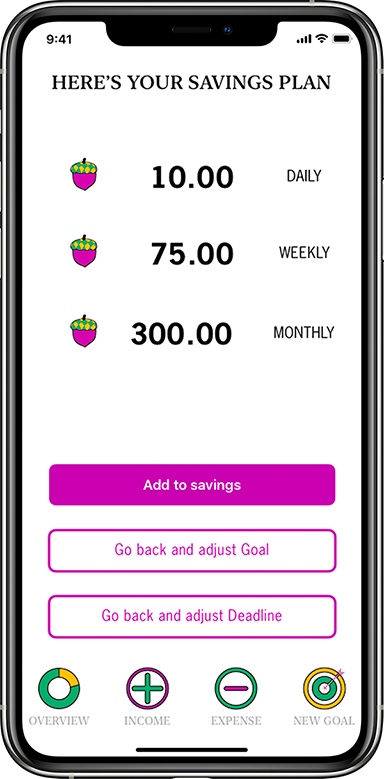 9:41
HERE'S YOUR SAVINGS PLAN
10.00 DAILY
75.00 WEEKLY
300.00 MONTHLY
Add to savings
Go back and adjust Goal
Go back and adjust Deadline
OVERVIEW INCOME EXPENSE NEW GOAL